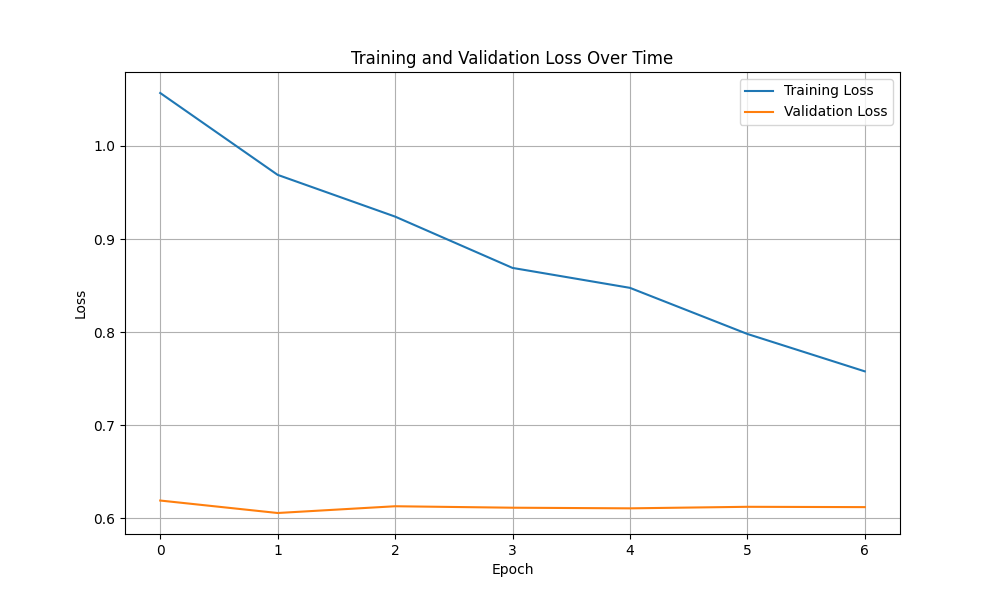 Training and Validation Loss Over Time
Training Loss
Validation Loss
1.0
0.9
0.8
0.7
0.6
Loss
0 1 2 3 4 5 6
Epoch